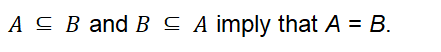 A ⊆ B and B ⊆ A imply that A = B.